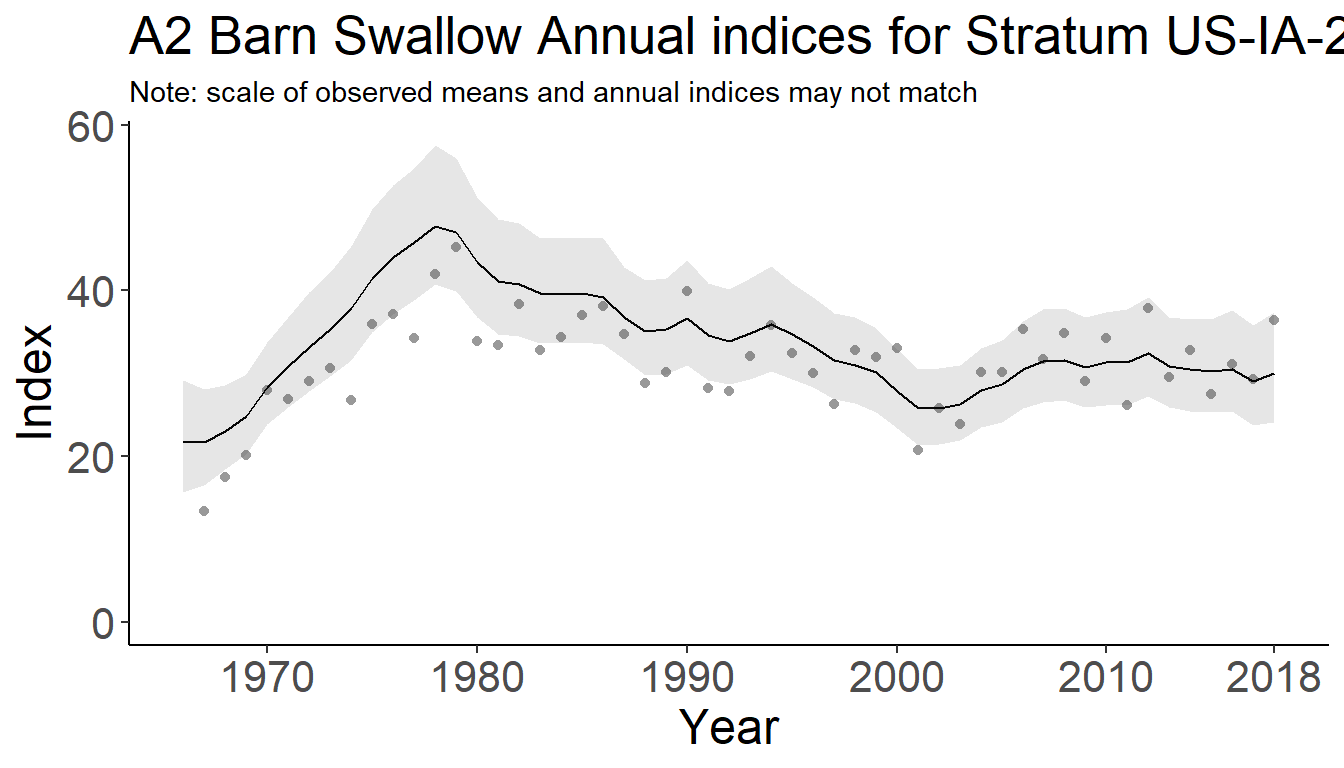 A2 Barn Swallow Annual indices for Stratum US-IA-2
Note: scale of observed means and annual indices may not match
60
40
20
0
Index
1970 1980 1990 2000 2010 2018
Year